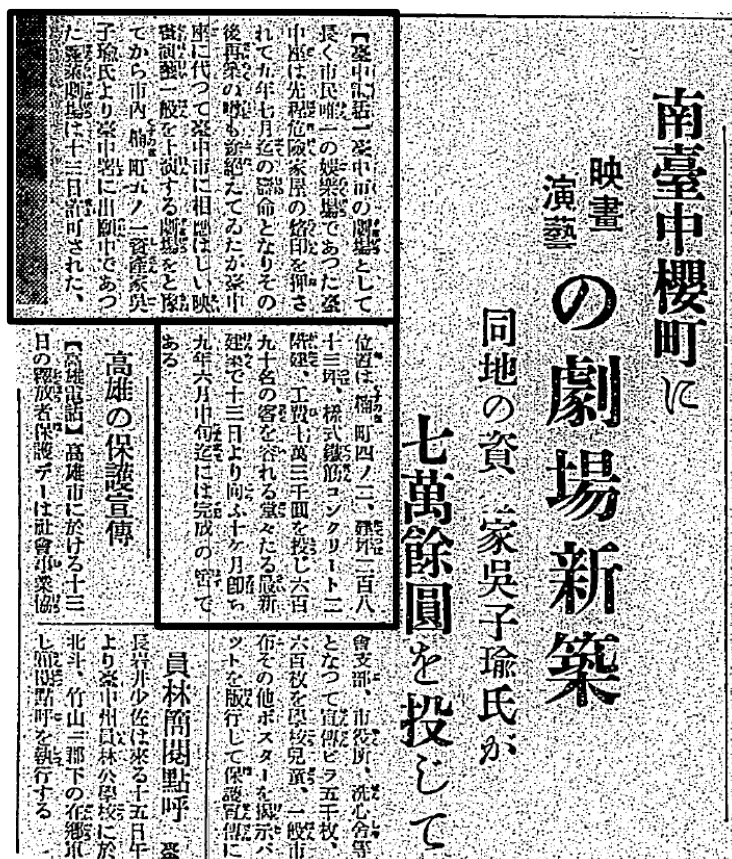 南臺中櫻町に
映畫
演藝
の劇場新築
同地の資產家吳子瑜氏が
七萬餘圓を投じて
【臺中電話】臺中市の劇場として
長く市民唯一の娛樂場であつた臺
中座は先程危險家屋の烙印を押さ
れて九年七月迄の壽命となりその
後再築の噂も立絕えてゐたが臺中
座に代つて臺中市に相應はしい映
畫演藝一般を上演する劇場をと豫
てから市內 楠町五ノ一資產家吳
子瑜氏より臺中署に出願中であつ
た 劇場は十三日許可された、
位置は 楠町四ノ二、建坪二百八
十三坪、樣式鐵筋コンクリート二
階建、工費七萬三千圓を投じ六百
九十名の客を容れる堂々たる最新
建築で十三日より向ふ十ケ月卽ち
九年六月中旬迄には完成の筈で
ある
高雄の保護宣傳
【高雄電話】高雄市に於ける十三
日の釋放者保護デーは社會事業協
會支部、市役所、洗心會等
となつて宣傳ビラ五千枚、
六百枚を學校兒童、一般市
布その他ポスターを揭示パ
ットを版行して保護宣傳に
員林簡閱點呼
長岩井少佐は來る十五日午
より臺中州員林公學校に於
北斗、竹山三郡下の在鄉軍
し簡閱點呼を執行する